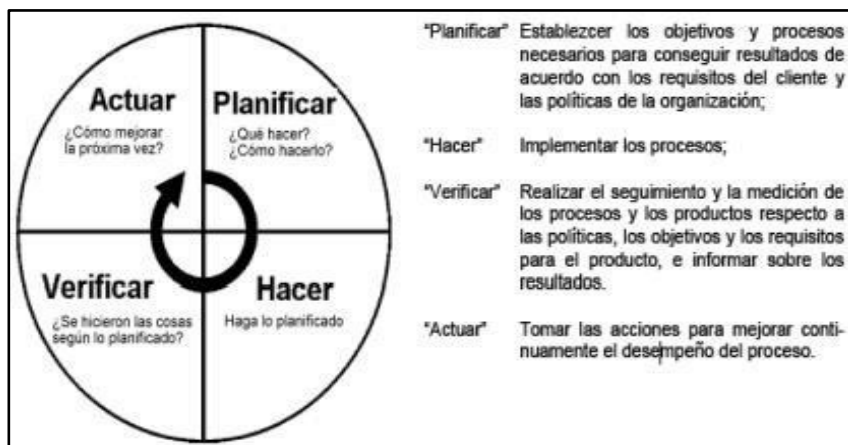 Actuar
¿Cómo mejorar
la próxima vez?
Planificar
¿Qué hacer?
¿Cómo hacerlo?
Verificar
¿Se hicieron las cosas
según lo planificado?
Hacer
Haga lo planificado
"Planificar" Establezcer los objetivos y procesos
necesarios para conseguir resultados de
acuerdo con los requisitos del cliente y
las políticas de la organización;
"Hacer" Implementar los procesos;
"Verificar" Realizar el seguimiento y la medición de
los procesos y los productos respecto a
las políticas, los objetivos y los requisitos
para el producto, e informar sobre los
resultados.
"Actuar" Tomar las acciones para mejorar conti-
nuamente el desempeño del proceso.